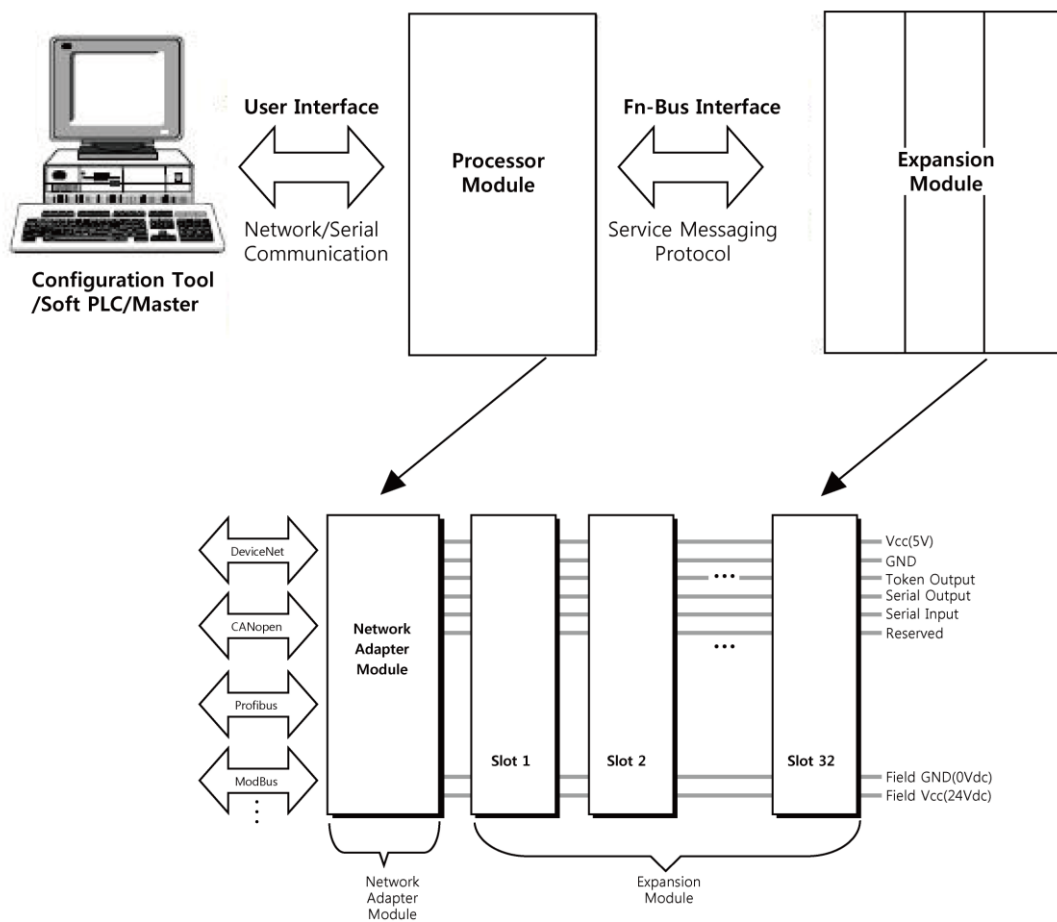 User Interface
Network/Serial
Communication
Configuration Tool
/Soft PLC/Master
Processor
Module
Fn-Bus Interface
Service Messaging
Protocol
Expansion
Module
DeviceNet
CANopen
Profibus
ModBus
Network
Adapter
Module
Slot 1
Slot 2
Slot 32
Vcc(5V)
GND
Token Output
Serial Output
Serial Input
Reserved
Field GND(0Vdc)
Field Vcc(24Vdc)
Network
Adapter
Module
Expansion
Module